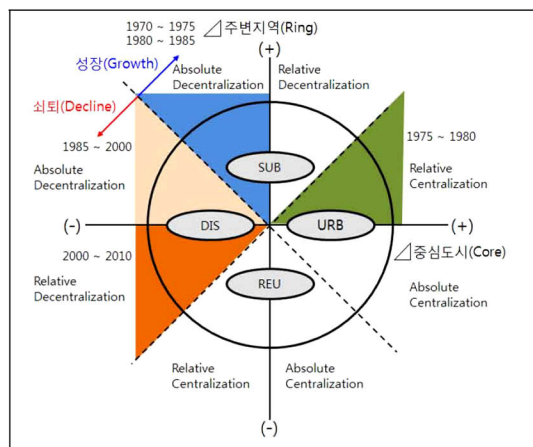 1970 ~ 1975
1980 ~ 1985
⊿주변지역(Ring)
(+)
성장(Growth)
Absolute
Decentralization
Relative
Decentralization
쇠퇴(Decline)
1985 ~ 2000
Absolute
Decentralization
1975 ~ 1980
Relative
Centralization
SUB
(-)
DIS
URB
(+)
⊿중심도시(Core)
2000 ~ 2010
Relative
Decentralization
REU
Absolute
Centralization
Relative
Centralization
Absolute
Centralization
(-)